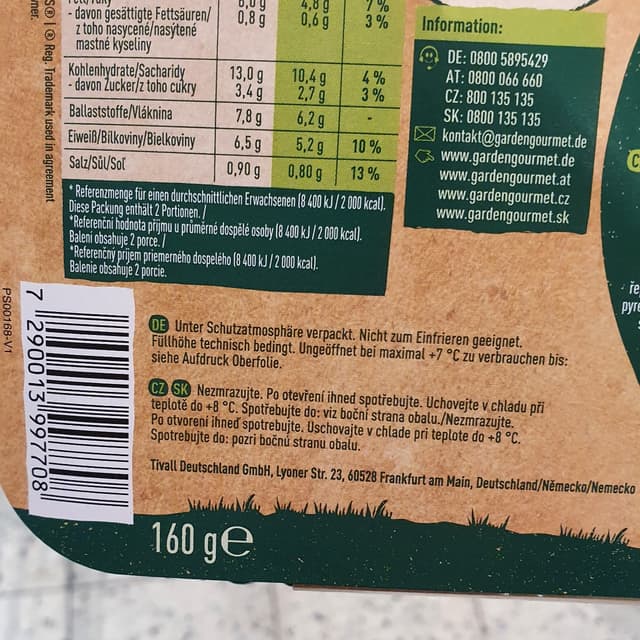 - davon gesättigte Fettsäuren/ 0,8 g 0,6 g 3 %
z toho nasycené/nasýtené
mastné kyseliny
Kohlenhydrate/Sacharidy 13,0 g 10,4 g 4 %
- davon Zucker/z toho cukry 3,4 g 2,7 g 3 %
Ballaststoffe/Vláknina 7,8 g 6,2 g -
Eiweiß/Bílkoviny/Bielkoviny 6,5 g 5,2 g 10 %
Salz/Sůl/Soľ 0,90 g 0,80 g 13 %
* Referenzmenge für einen durchschnittlichen Erwachsenen (8 400 kJ / 2 000 kcal).
Diese Packung enthält 2 Portionen. /
*Referenční hodnota příjmu u průměrné dospělé osoby (8 400 kJ / 2 000 kcal).
Balení obsahuje 2 porce. /
*Referenčný príjem priemerného dospelého (8 400 kJ / 2 000 kcal).
Balenie obsahuje 2 porcie.
Information:
DE: 0800 5895429
AT: 0800 066 660
CZ: 800 135 135
SK: 0800 135 135
kontakt@gardengourmet.de
www.gardengourmet.de
www.gardengourmet.at
www.gardengourmet.cz
www.gardengourmet.sk
® Reg. Trademark used in agreement
PS00168-V1
7 290013 997708
DE Unter Schutzatmosphäre verpackt. Nicht zum Einfrieren geeignet.
Füllhöhe technisch bedingt. Ungeöffnet bei maximal +7 °C zu verbrauchen bis:
siehe Aufdruck Oberfolie.
CZ SK Nezmrazujte. Po otevření ihned spotřebujte. Uchovejte v chladu při
teplotě do +8 °C. Spotřebujte do: viz boční strana obalu./Nezmrazujte.
Po otvorení ihneď spotrebujte. Uschovajte v chlade pri teplote do +8 °C.
Spotrebujte do: pozri bočnú stranu obalu.
Tivall Deutschland GmbH, Lyoner Str. 23, 60528 Frankfurt am Main, Deutschland/Německo/Nemecko
160 g e